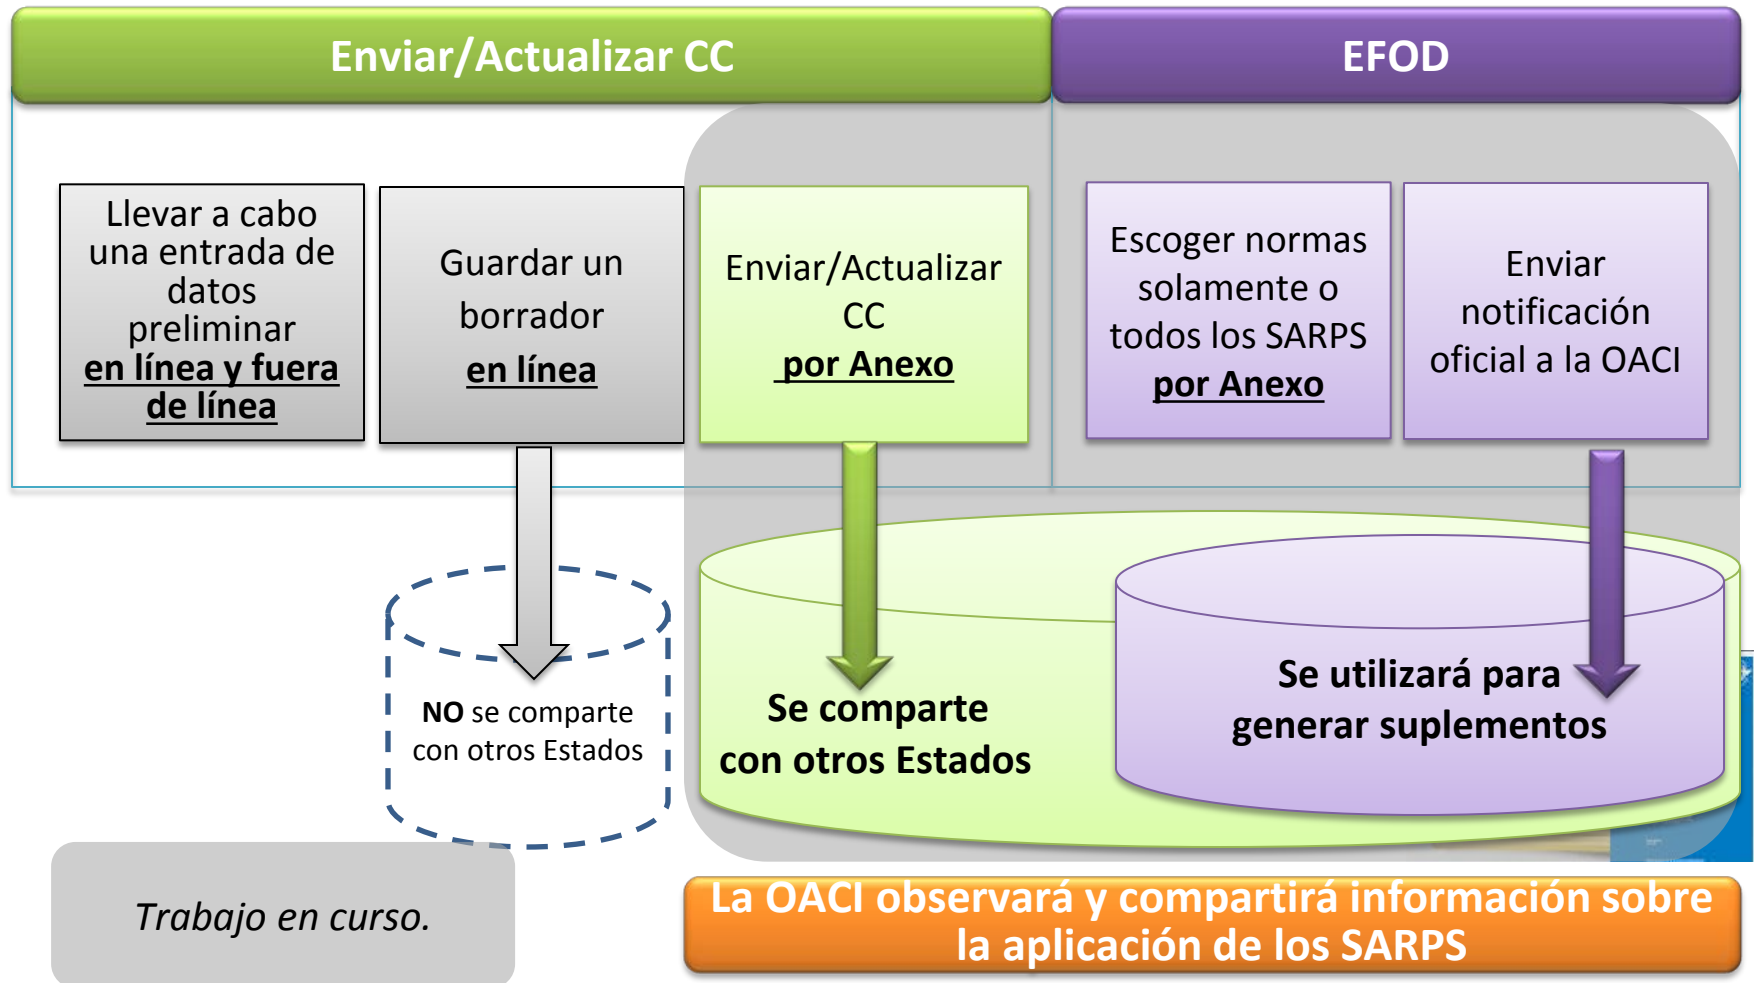 Enviar/Actualizar CC
EFOD
Llevar a cabo
una entrada de
datos
preliminar
en línea y fuera
de línea
Guardar un
borrador
en línea
Enviar/Actualizar
CC
por Anexo
Escoger normas
solamente o
todos los SARPS
por Anexo
Enviar
notificación
oficial a la OACI
NO se comparte
con otros Estados
Se comparte
con otros Estados
Se utilizará para
generar suplementos
Trabajo en curso.
La OACI observará y compartirá información sobre
la aplicación de los SARPS